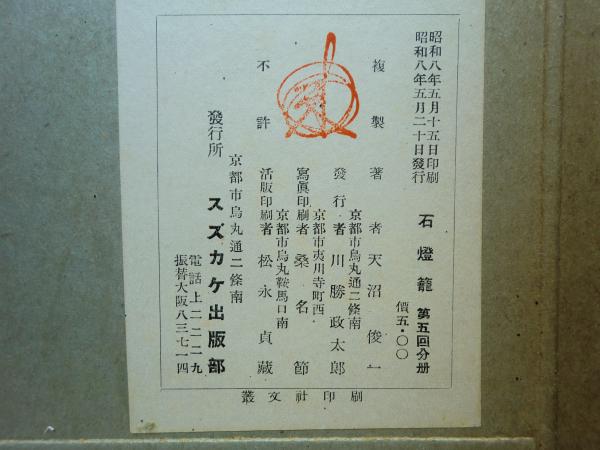 昭和八年五月十五日印刷
昭和八年五月二十日發行
石燈籠 第五回分册
價五・〇〇
複製
不許
著者 天沼俊一
京都市烏丸通二條南
發行者 川勝政太郎
京都市夷川寺町西
寫眞印刷者 桑名節
京都市烏丸鞍馬口南
活版印刷者 松永貞藏
京都市烏丸通二條南
發行所 スズカケ出版部
電話上二二一九
振替大阪八三七一四
叢文社印刷